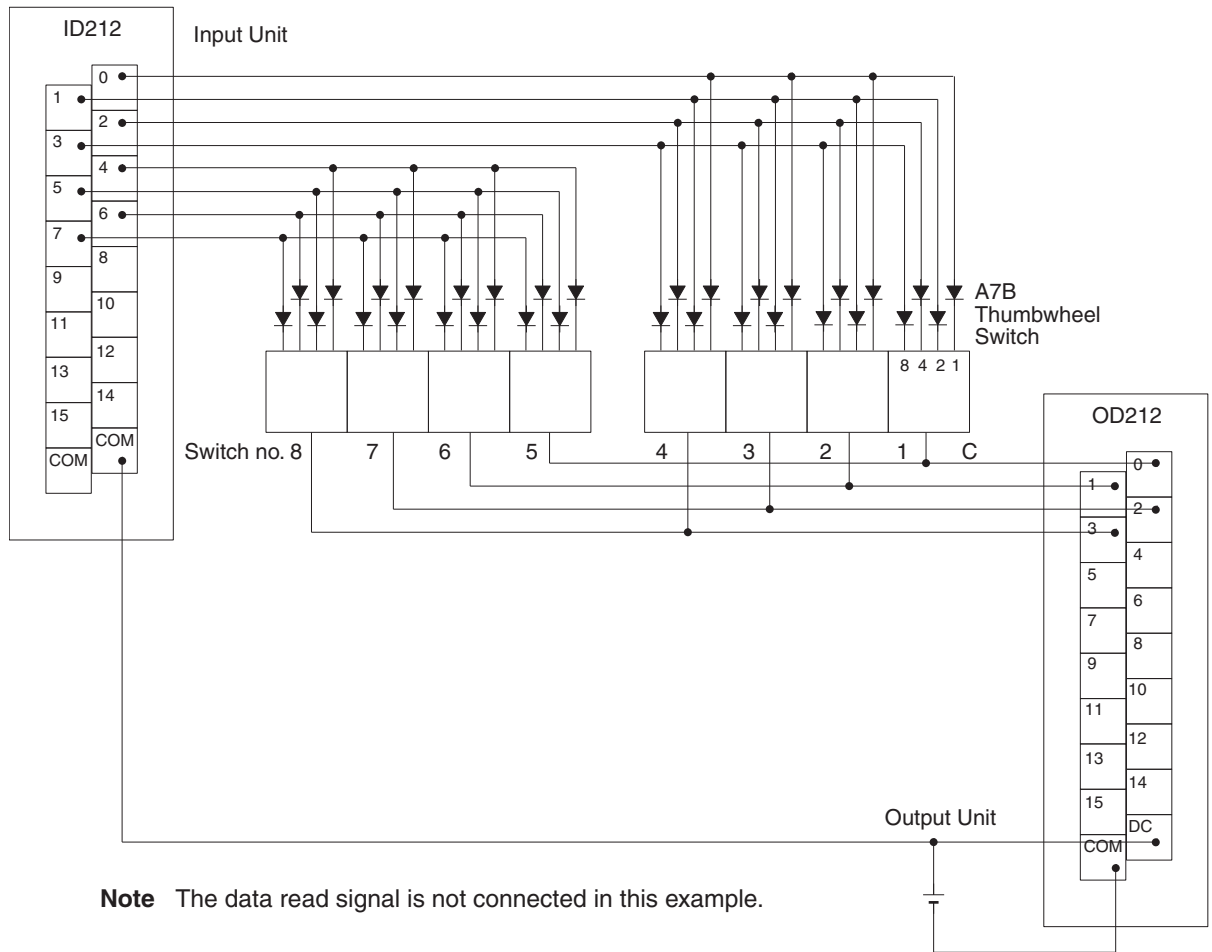 ID212
Input Unit
0
1
2
3
4
5
6
7
8
9
10
11
12
13
14
15
COM
COM
A7B
Thumbwheel
Switch
8 4 2 1
Switch no. 8 7 6 5 4 3 2 1 C
OD212
0
1
2
3
4
5
6
7
8
9
10
11
12
13
14
15
DC
COM
Output Unit
Note The data read signal is not connected in this example.